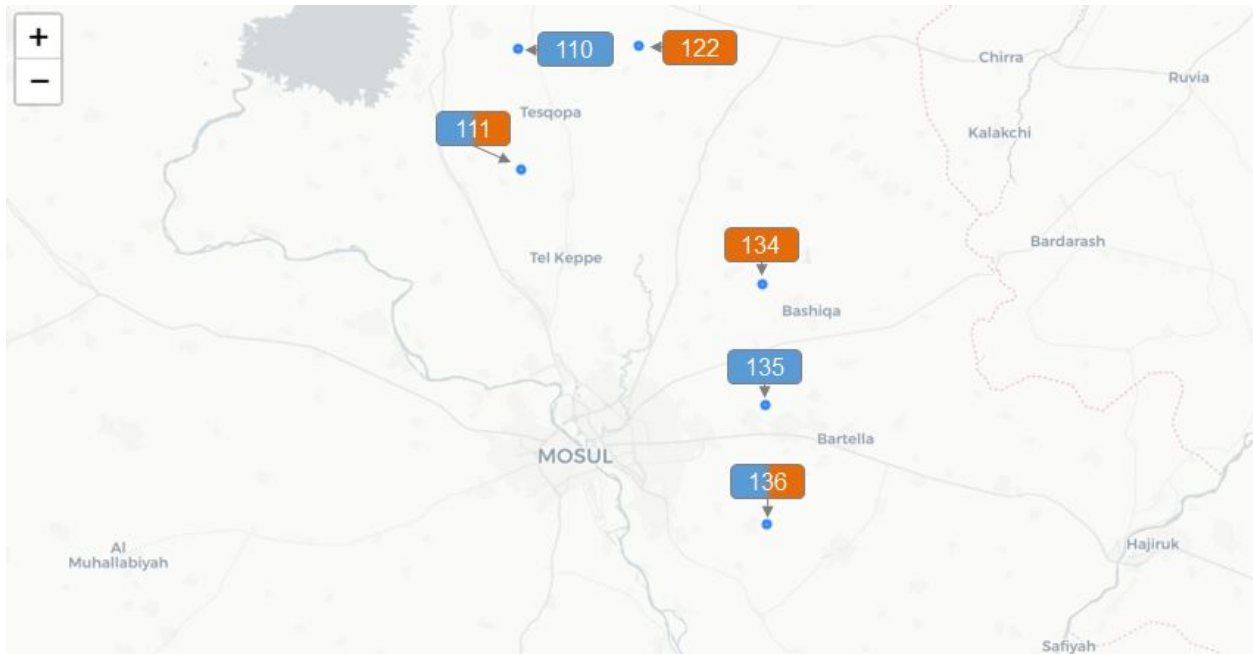 +
−
110
122
Chirra
Ruvia
Tesqopa
111
Kalakchi
134
Bardarash
Tel Keppe
Bashiqa
135
Bartella
MOSUL
136
Al
Muhallabiyah
Hajiruk
Safiyah